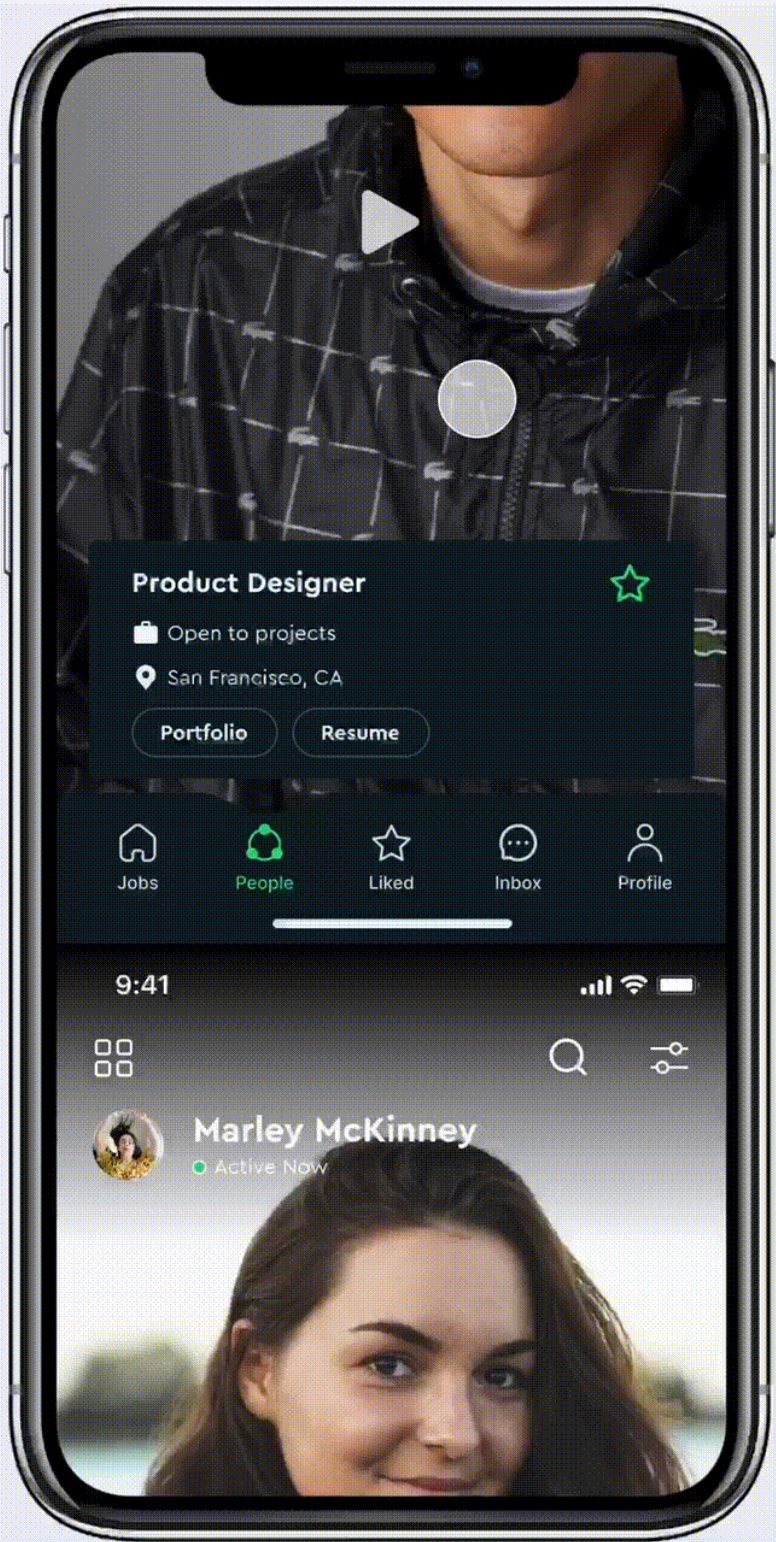 Product Designer
Open to projects
San Francisco, CA
Portfolio Resume
Jobs People Liked Inbox Profile
9:41
Marley McKinney
Active Now